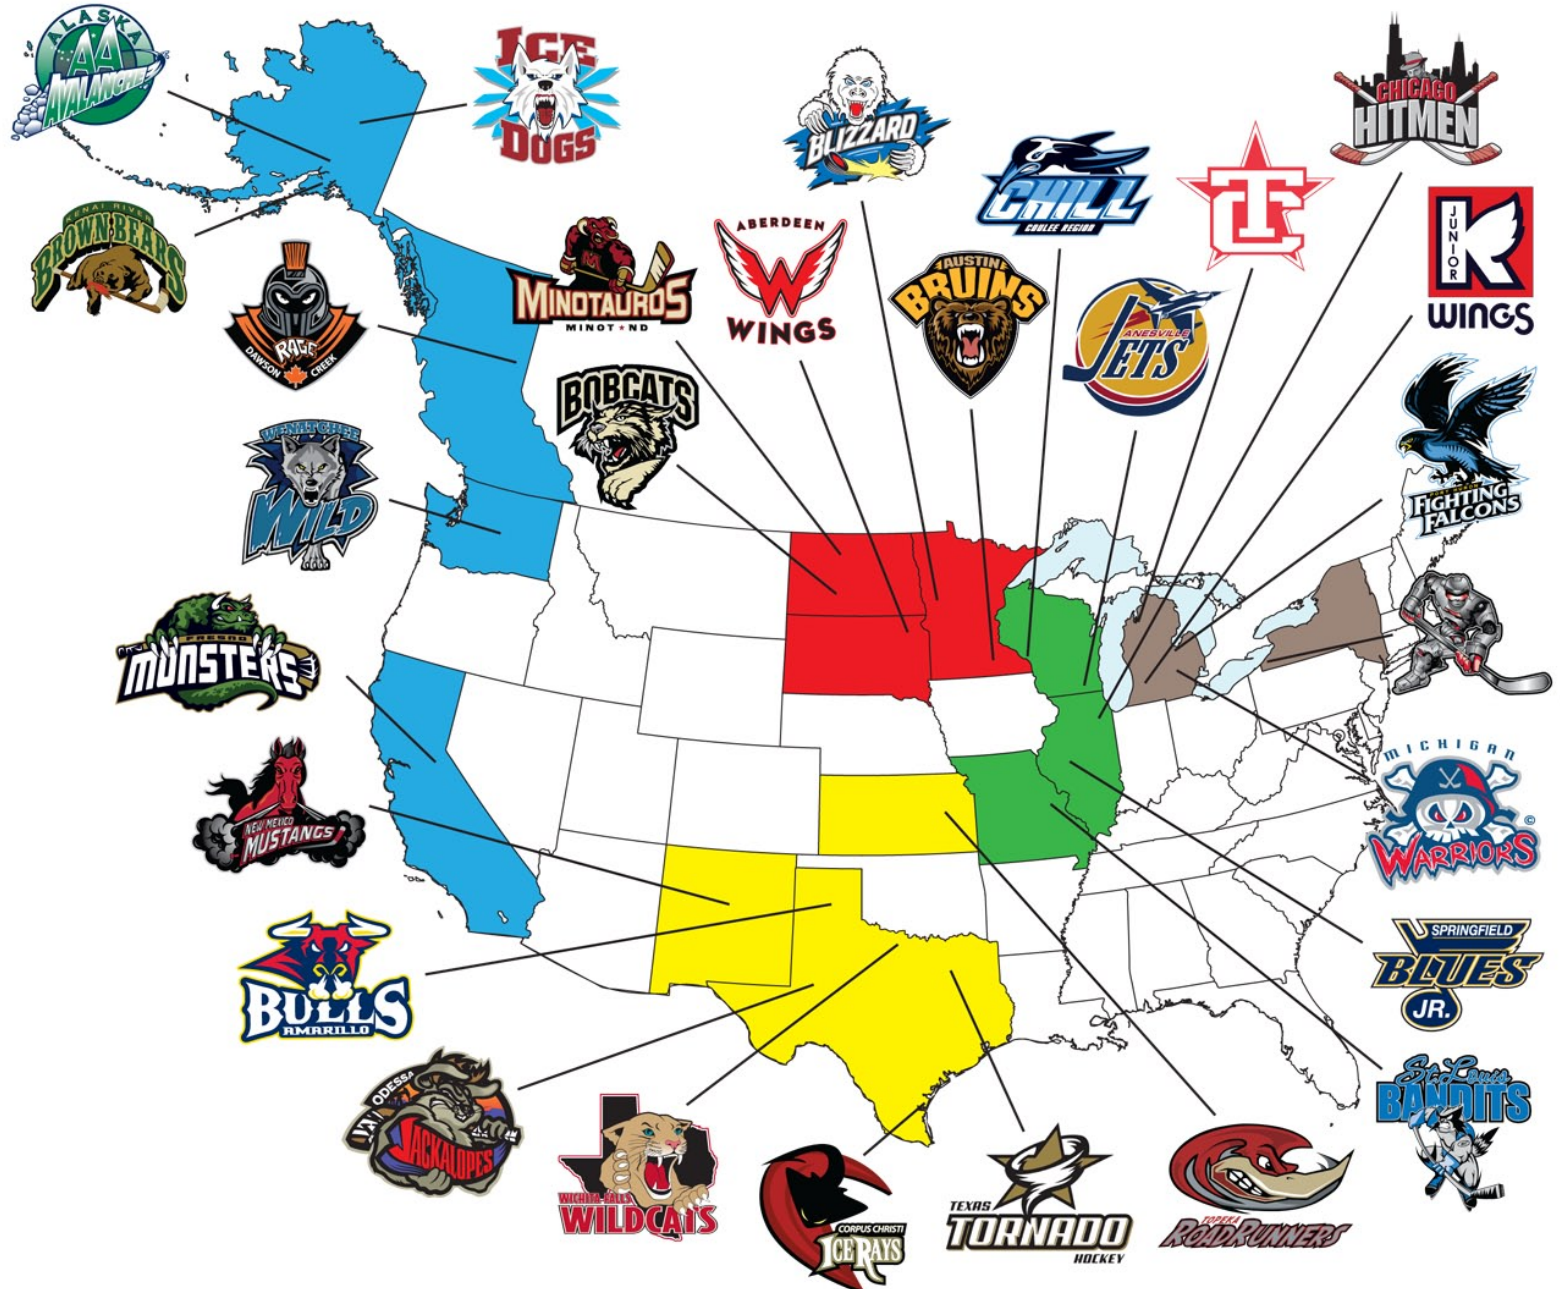 ALASKA
AA
AVALANCHE
ICE
DOGS
BLIZZARD
CHICAGO
HITMEN
CHILL
COULEE REGION
TC
JUNIOR
K
WINGS
KENAI RIVER
BROWN BEARS
RAGE
DAWSON CREEK
M
MINOTAUROS
MINOT ★ ND
ABERDEEN
W
WINGS
AUSTIN
BRUINS
JANESVILLE
JETS
BOBCATS
FIGHTING
FALCONS
WENATCHEE
WILD
FRESNO
MONSTERS
NEW MEXICO
MUSTANGS
MICHIGAN
WARRIORS
©
BULLS
AMARILLO
SPRINGFIELD
BLUES
JR.
ODESSA
JACKALOPES
St. Louis
BANDITS
WICHITA FALLS
WILDCATS
CORPUS CHRISTI
ICERAYS
TEXAS
TORNADO
HOCKEY
TOPEKA
ROADRUNNERS